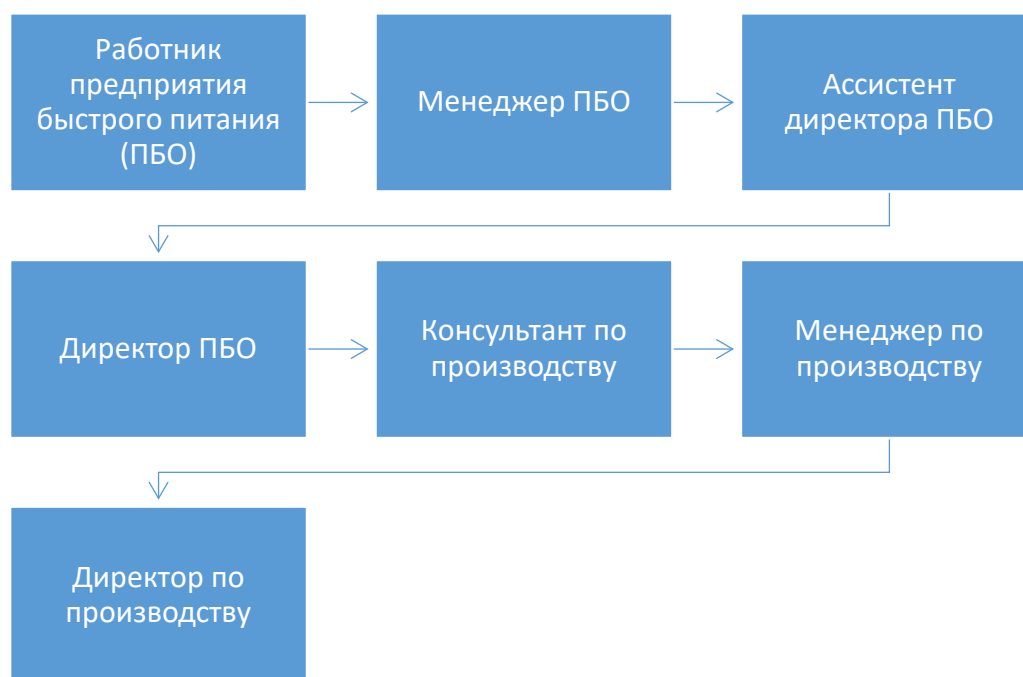 Работник
предприятия
быстрого питания
(ПБО)
Менеджер ПБО
Ассистент
директора ПБО
Директор ПБО
Консультант по
производству
Менеджер по
производству
Директор по
производству